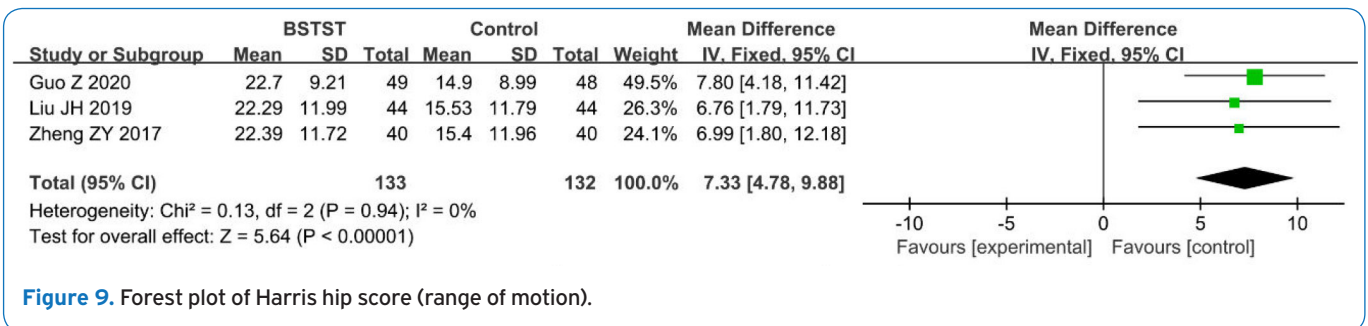 BSTST Control Mean Difference Mean Difference
Study or Subgroup Mean SD Total Mean SD Total Weight IV, Fixed, 95% CI IV, Fixed, 95% CI
Guo Z 2020 22.7 9.21 49 14.9 8.99 48 49.5% 7.80 [4.18, 11.42]
Liu JH 2019 22.29 11.99 44 15.53 11.79 44 26.3% 6.76 [1.79, 11.73]
Zheng ZY 2017 22.39 11.72 40 15.4 11.96 40 24.1% 6.99 [1.80, 12.18]
Total (95% CI) 133 132 100.0% 7.33 [4.78, 9.88]
Heterogeneity: Chi² = 0.13, df = 2 (P = 0.94); I² = 0%
Test for overall effect: Z = 5.64 (P < 0.00001)
-10 -5 0 5 10
Favours [experimental] Favours [control]
Figure 9. Forest plot of Harris hip score (range of motion).